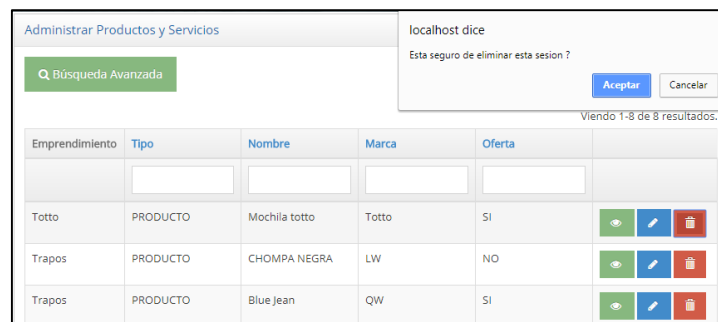 Administrar Productos y Servicios
localhost dice
Esta seguro de eliminar esta sesion ?
Aceptar Cancelar
Búsqueda Avanzada
Viendo 1-8 de 8 resultados.
Emprendimiento Tipo Nombre Marca Oferta
Totto PRODUCTO Mochila totto Totto SI
Trapos PRODUCTO CHOMPA NEGRA LW NO
Trapos PRODUCTO Blue Jean QW SI